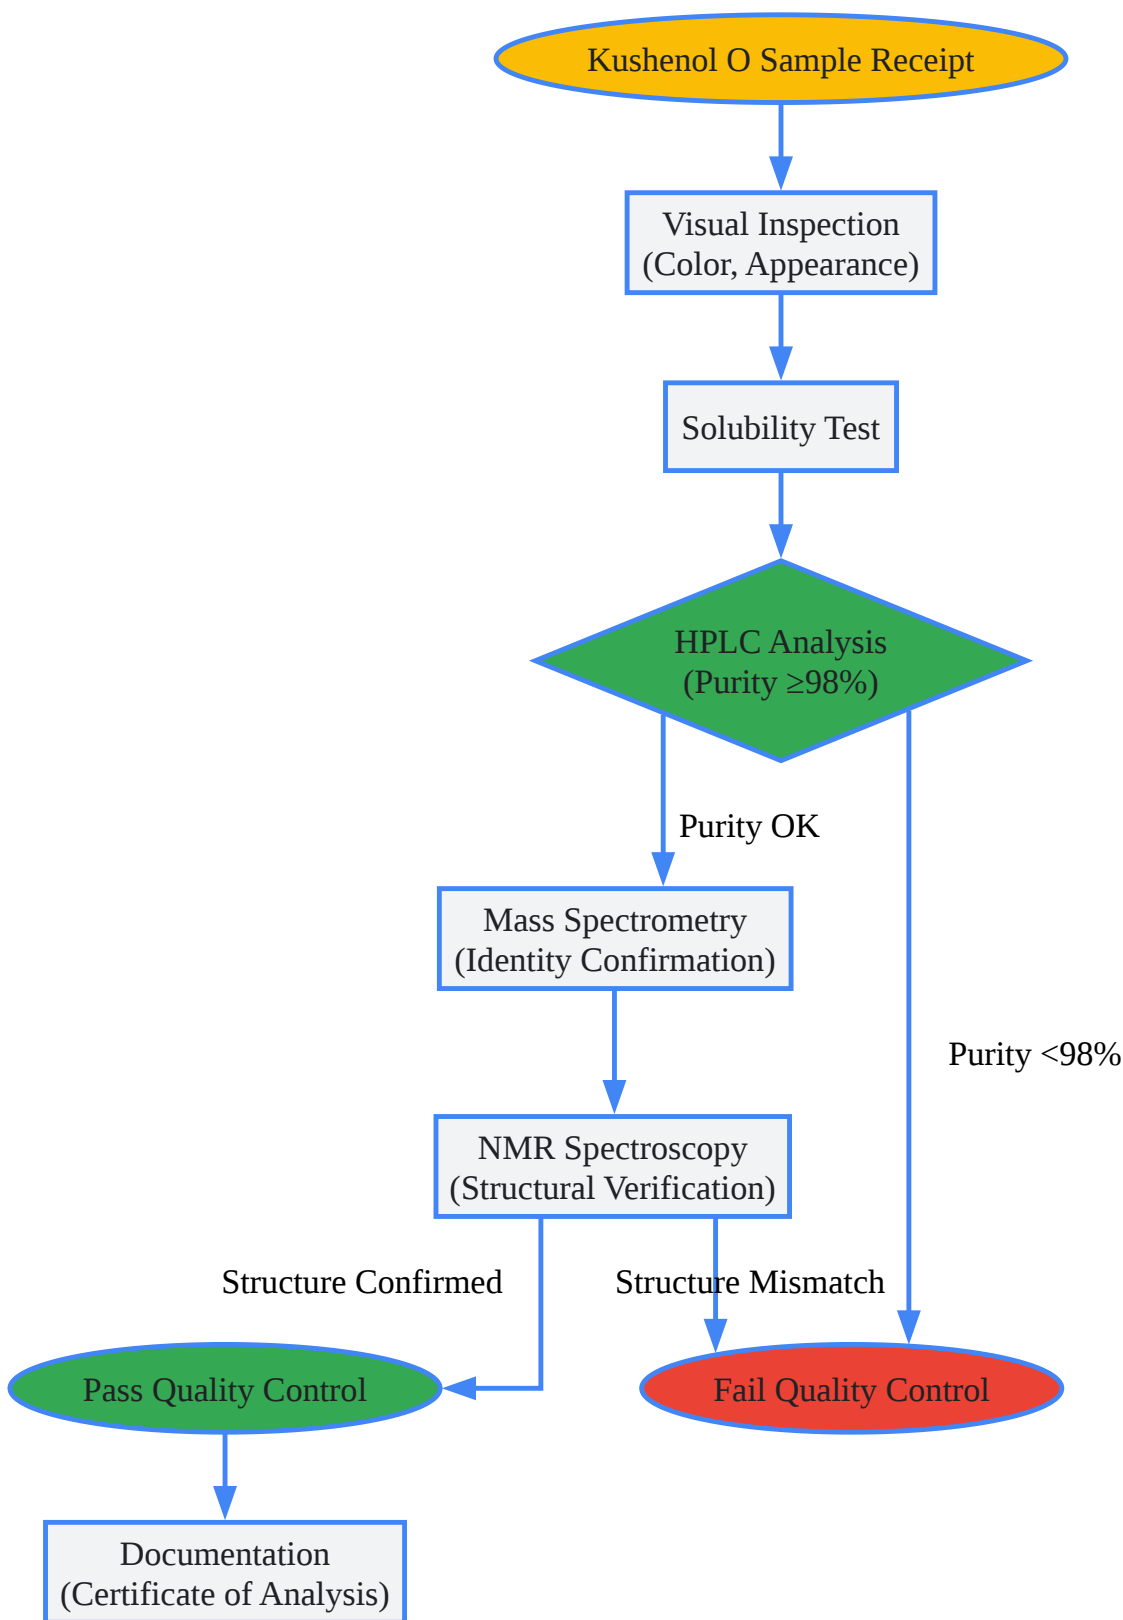 Kushenol O Sample Receipt
Visual Inspection
(Color, Appearance)
Solubility Test
HPLC Analysis
(Purity ≥98%)
Purity OK
Mass Spectrometry
(Identity Confirmation)
Purity <98%
NMR Spectroscopy
(Structural Verification)
Structure Confirmed
Structure Mismatch
Pass Quality Control
Fail Quality Control
Documentation
(Certificate of Analysis)